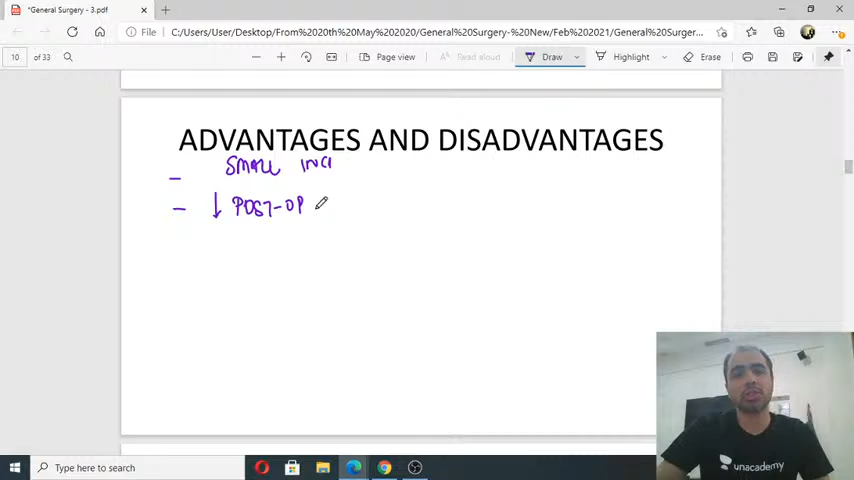 *General Surgery - 3.pdf
File
C:/Users/User/Desktop/From%2020th%20May%202020/General%20Surgery-%20New/Feb%202021/General%20Surger...
10 of 33
Page view
Read aloud
Draw
Highlight
Erase
ADVANTAGES AND DISADVANTAGES
- SMALL INCI
- ↓ POST-OP
unacademy
Type here to search